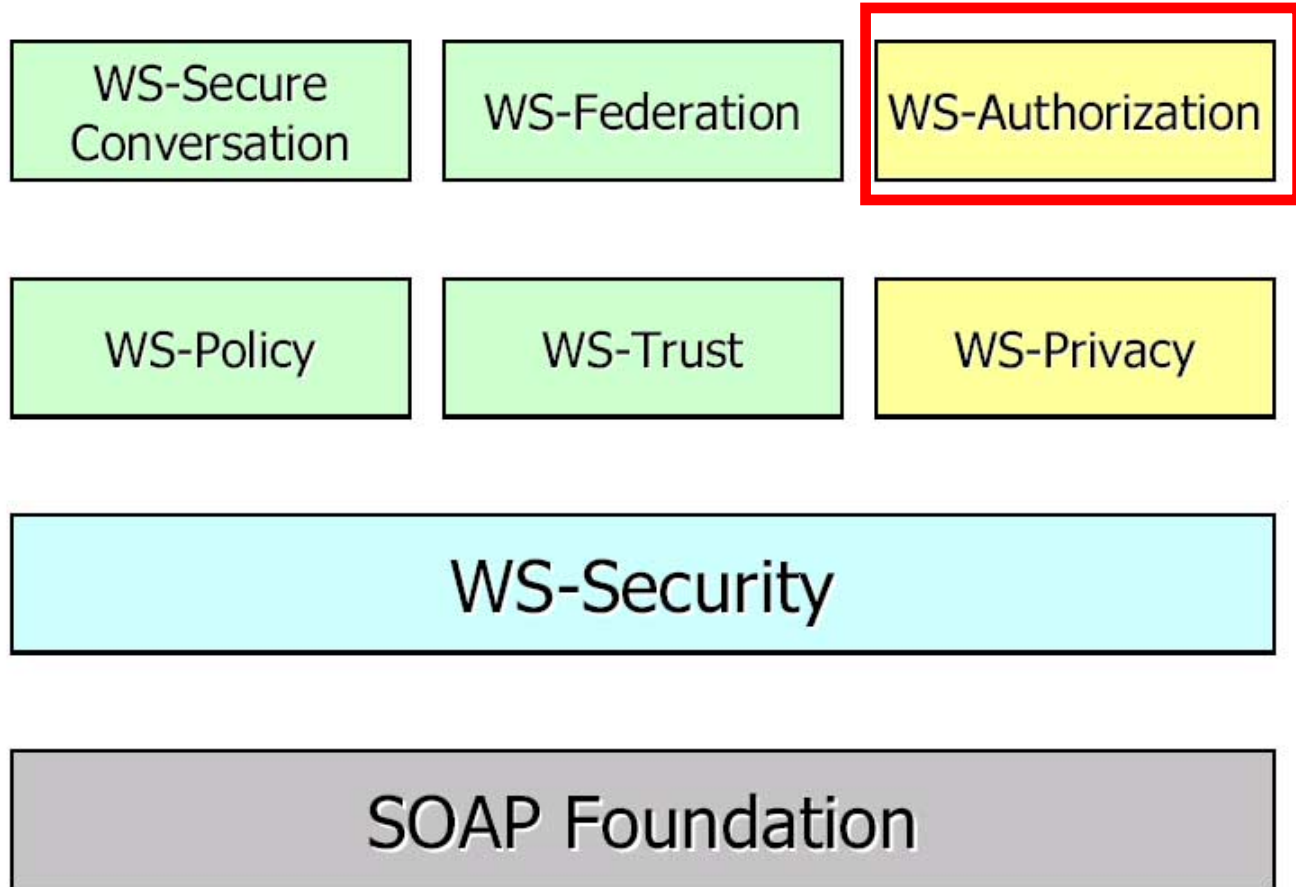 WS-Secure
Conversation
WS-Federation
WS-Authorization
WS-Policy
WS-Trust
WS-Privacy
WS-Security
SOAP Foundation